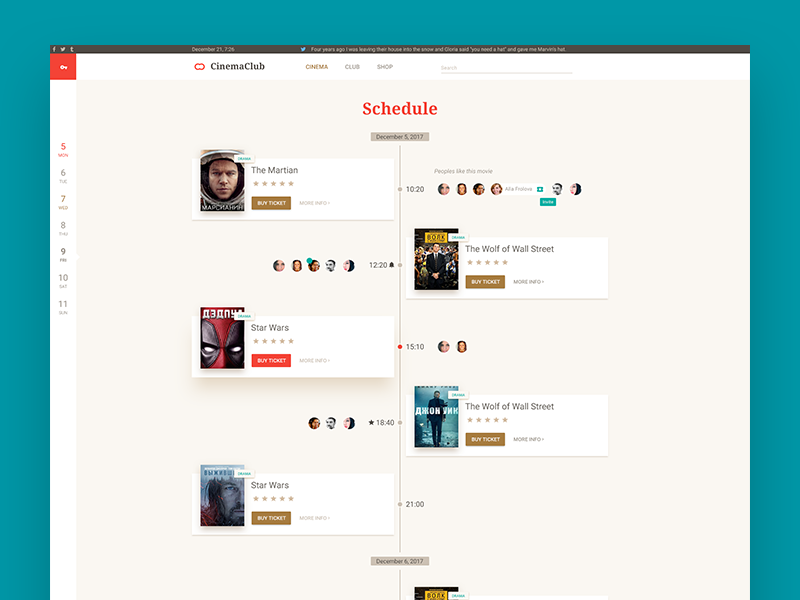 December 21, 7:26
Four years ago I was leaving their house into the snow and Gloria said "you need a hat" and gave me Marvin's hat.
CinemaClub
CINEMA
CLUB
SHOP
Search
5
MON
6
TUE
7
WED
8
THU
9
FRI
10
SAT
11
SUN
Schedule
December 5, 2017
DRAMA
МАРСИАНИН
The Martian
BUY TICKET
MORE INFO ›
10:20
Peoples like this movie
Alla Frolova
Invite
12:20
ВОЛК
DRAMA
The Wolf of Wall Street
BUY TICKET
MORE INFO ›
ДЭДПУЛ
DRAMA
Star Wars
BUY TICKET
MORE INFO ›
15:10
18:40
ДЖОН УИК
DRAMA
The Wolf of Wall Street
BUY TICKET
MORE INFO ›
ВЫЖИВШИЙ
DRAMA
Star Wars
BUY TICKET
MORE INFO ›
21:00
December 6, 2017
ВОЛК
DRAMA